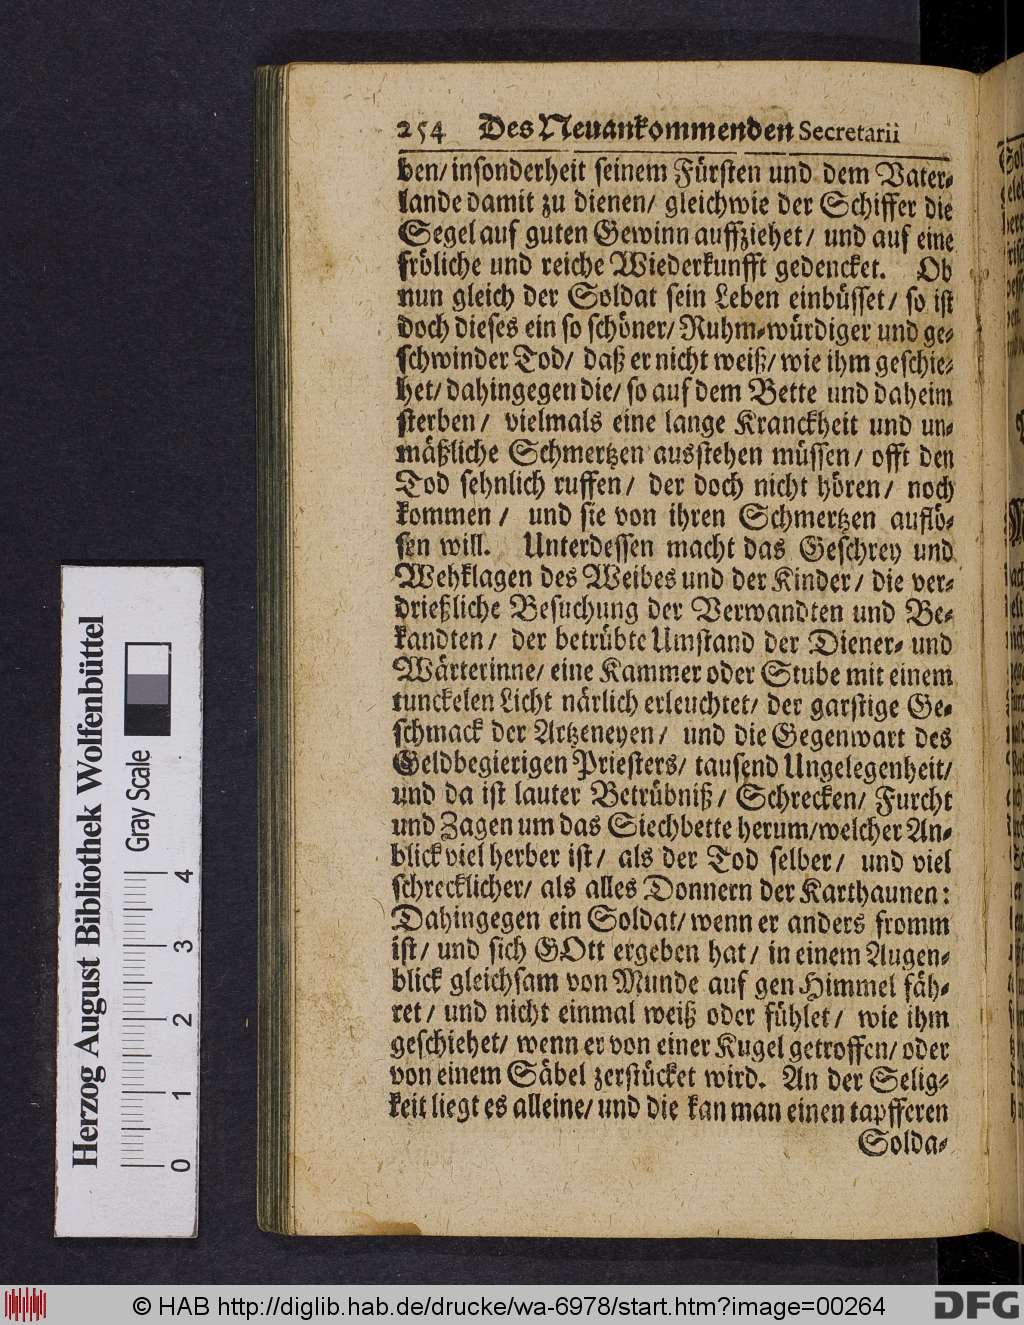 254 Des Neuankommenden Secretarii
ben/ insonderheit seinem Fürsten und dem Vater-
lande damit zu dienen/ gleichwie der Schiffer die
Segel auf guten Gewinn auffziehet/ und auf eine
fröliche und reiche Wiederkunfft gedencket. Ob
nun gleich der Soldat sein Leben einbüsset/ so ist
doch dieses ein so schöner/ Ruhm-würdiger und ge-
schwinder Tod/ daß er nicht weiß/ wie ihm geschie-
het/ dahingegen die/ so auf dem Bette und daheim
sterben/ vielmals eine lange Kranckheit und un-
mäßliche Schmertzen ausstehen müssen/ offt den
Tod sehnlich ruffen/ der doch nicht hören/ noch
kommen/ und sie von ihren Schmertzen auflö-
sen will. Unterdessen macht das Geschrey und
Wehklagen des Weibes und der Kinder/ die ver-
drießliche Besuchung der Verwandten und Be-
kandten/ der betrübte Umstand der Diener- und
Wärterinne/ eine Kammer oder Stube mit einem
tunckelen Licht närlich erleuchtet/ der garstige Ge-
schmack der Artzeneyen/ und die Gegenwart des
Geldbegierigen Priesters/ tausend Ungelegenheit/
und da ist lauter Betrübniß/ Schrecken/ Furcht
und Zagen um das Siechbette herum/ welcher An-
blick viel herber ist/ als der Tod selber/ und viel
schrecklicher/ als alles Donnern der Karthaunen:
Dahingegen ein Soldat/ wenn er anders fromm
ist/ und sich GOtt ergeben hat/ in einem Augen-
blick gleichsam von Munde auf gen Himmel fäh-
ret/ und nicht einmal weiß oder fühlet/ wie ihm
geschiehet/ wenn er von einer Kugel getroffen/ oder
von einem Säbel zerstücket wird. An der Selig-
keit liegt es alleine/ und die kan man einen tapfferen
Solda-
Herzog August Bibliothek Wolfenbüttel
Gray Scale
0 1 2 3 4
© HAB http://diglib.hab.de/drucke/wa-6978/start.htm?image=00264
DFG